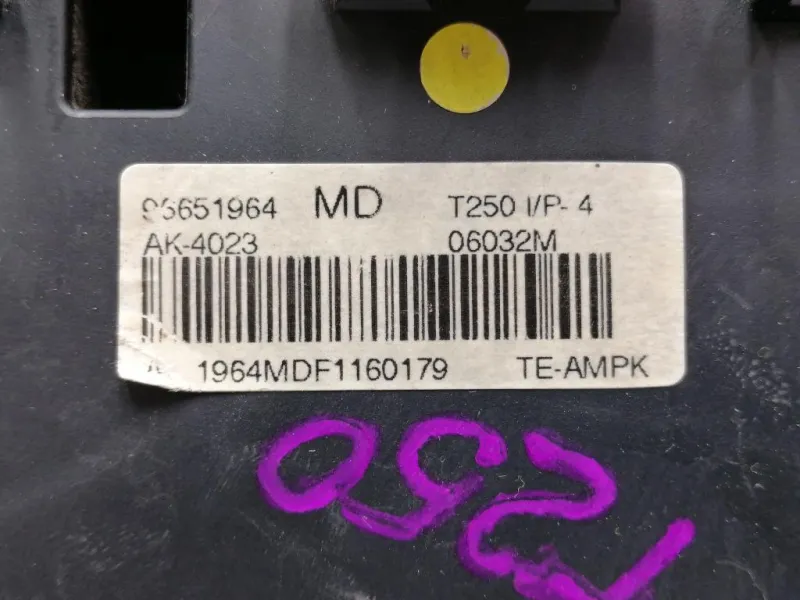 96651964 MD T250 I/P- 4
AK-4023 06032M
1964MDF1160179 TE-AMPK
T250